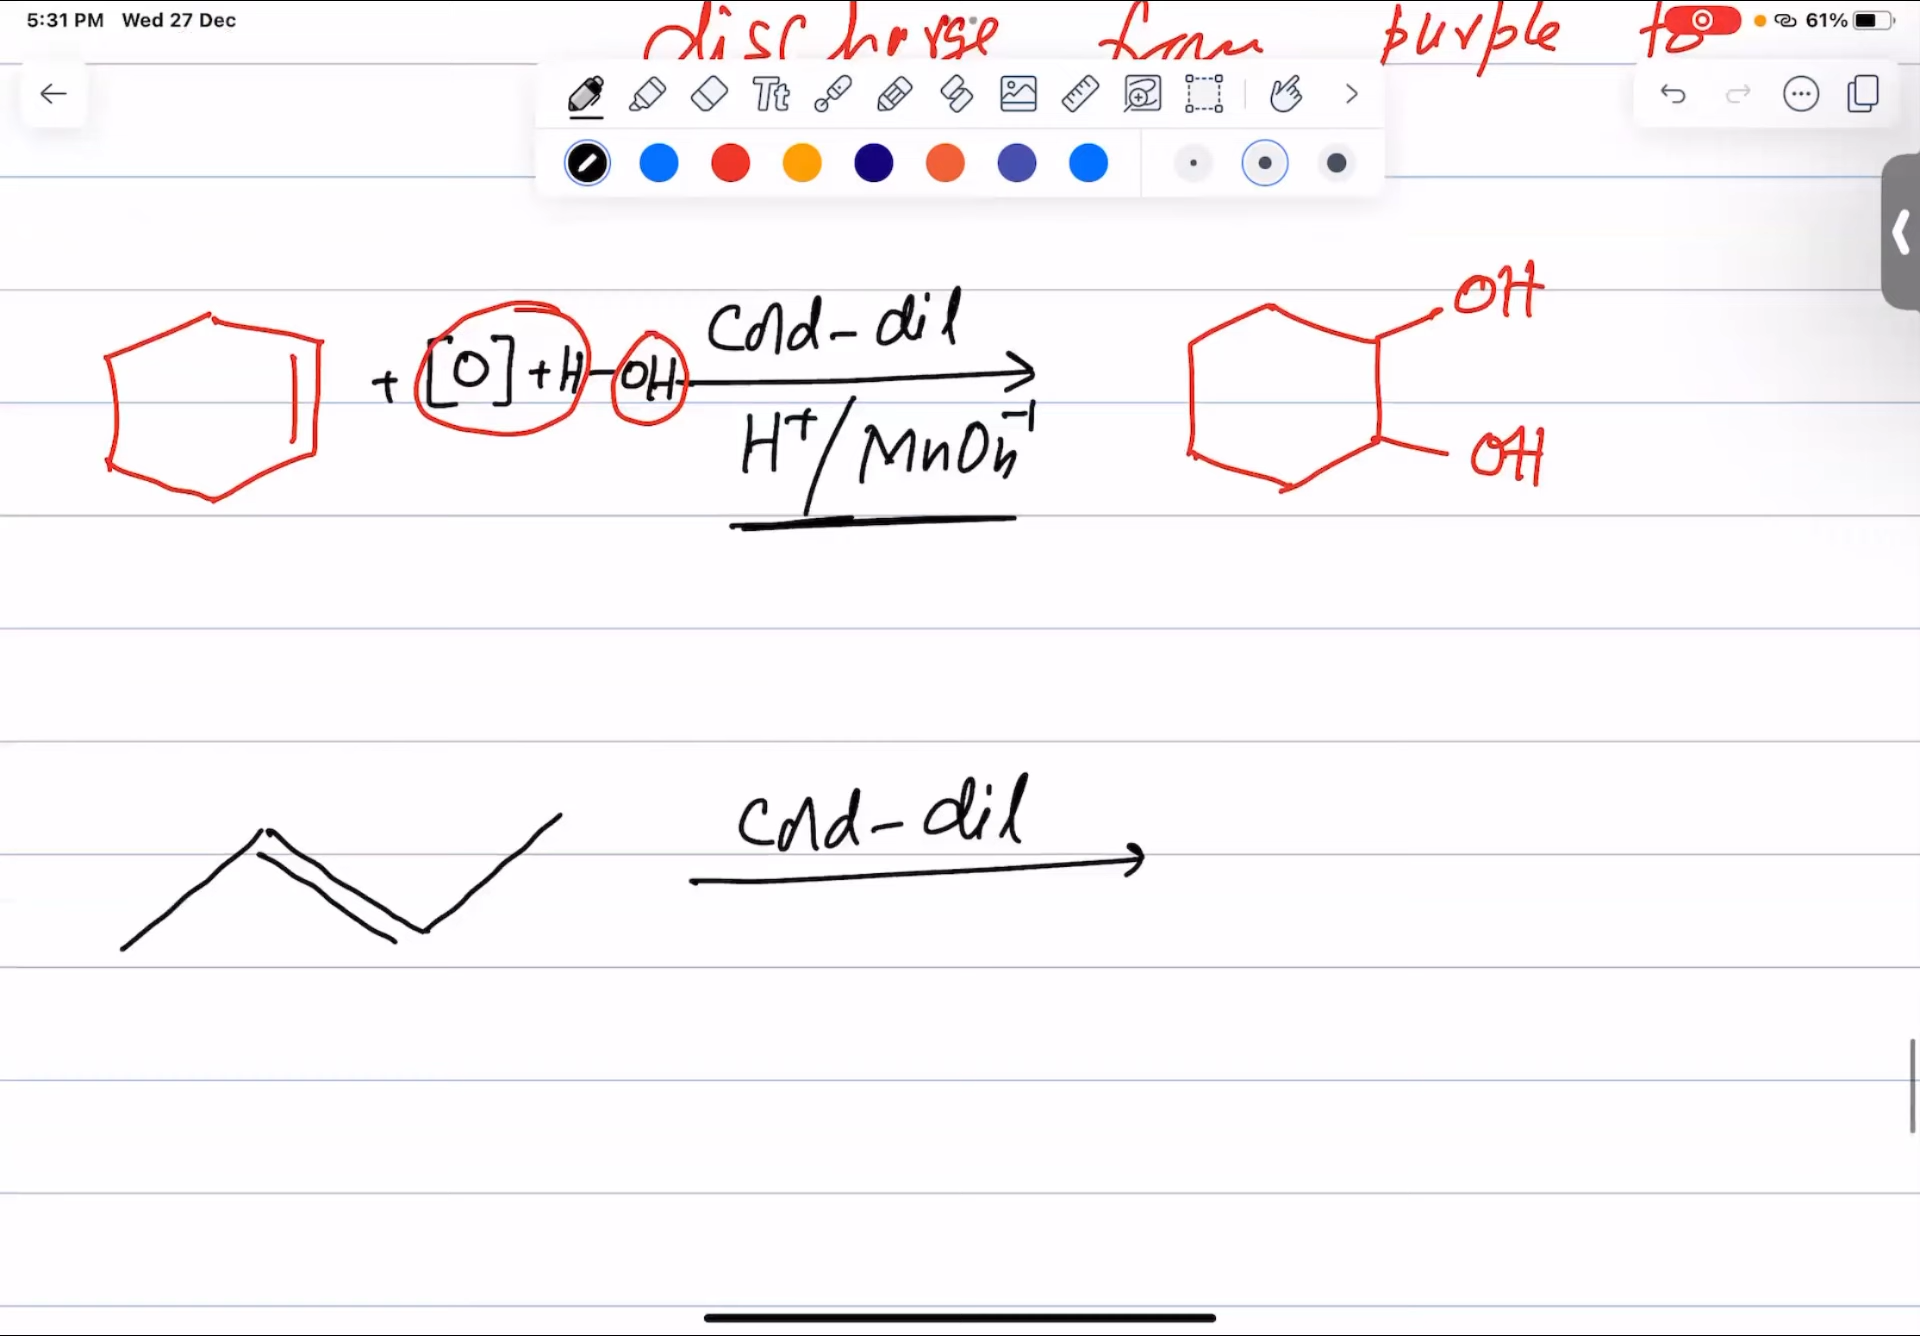 5:31 PM Wed 27 Dec
61%
discharge from purple to
Tt
+ [O] + H-OH
Cold-dil
H+/MnO4-1
OH
OH
Cold-dil